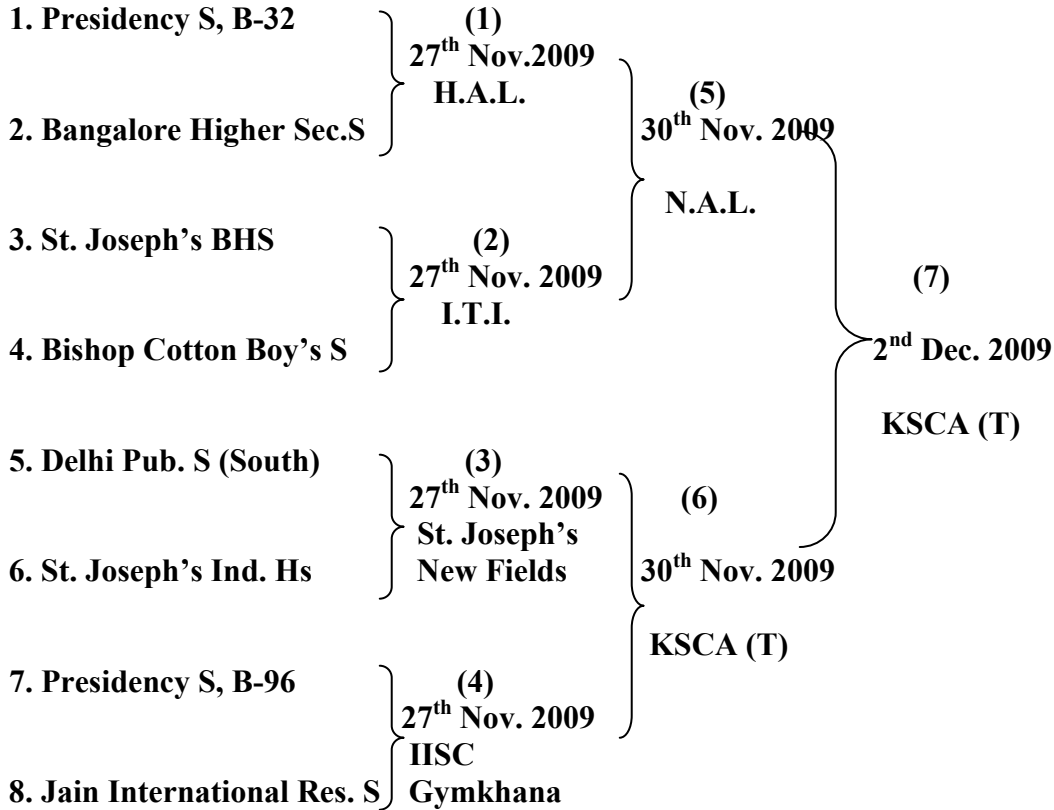 1. Presidency S, B-32
(1)
27th Nov.2009
H.A.L.
2. Bangalore Higher Sec.S
(5)
30th Nov. 2009
N.A.L.
3. St. Joseph’s BHS
(2)
27th Nov. 2009
I.T.I.
4. Bishop Cotton Boy’s S
(7)
2nd Dec. 2009
KSCA (T)
5. Delhi Pub. S (South)
(3)
27th Nov. 2009
St. Joseph’s
New Fields
6. St. Joseph’s Ind. Hs
(6)
30th Nov. 2009
KSCA (T)
7. Presidency S, B-96
(4)
27th Nov. 2009
IISC
Gymkhana
8. Jain International Res. S